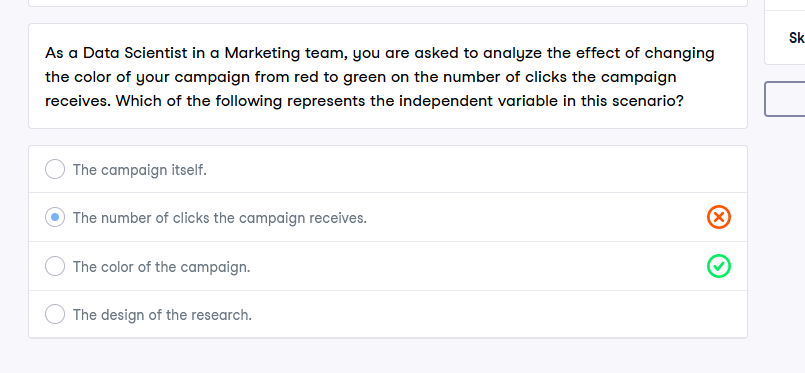 As a Data Scientist in a Marketing team, you are asked to analyze the effect of changing
the color of your campaign from red to green on the number of clicks the campaign
receives. Which of the following represents the independent variable in this scenario?
The campaign itself.
The number of clicks the campaign receives.
The color of the campaign.
The design of the research.